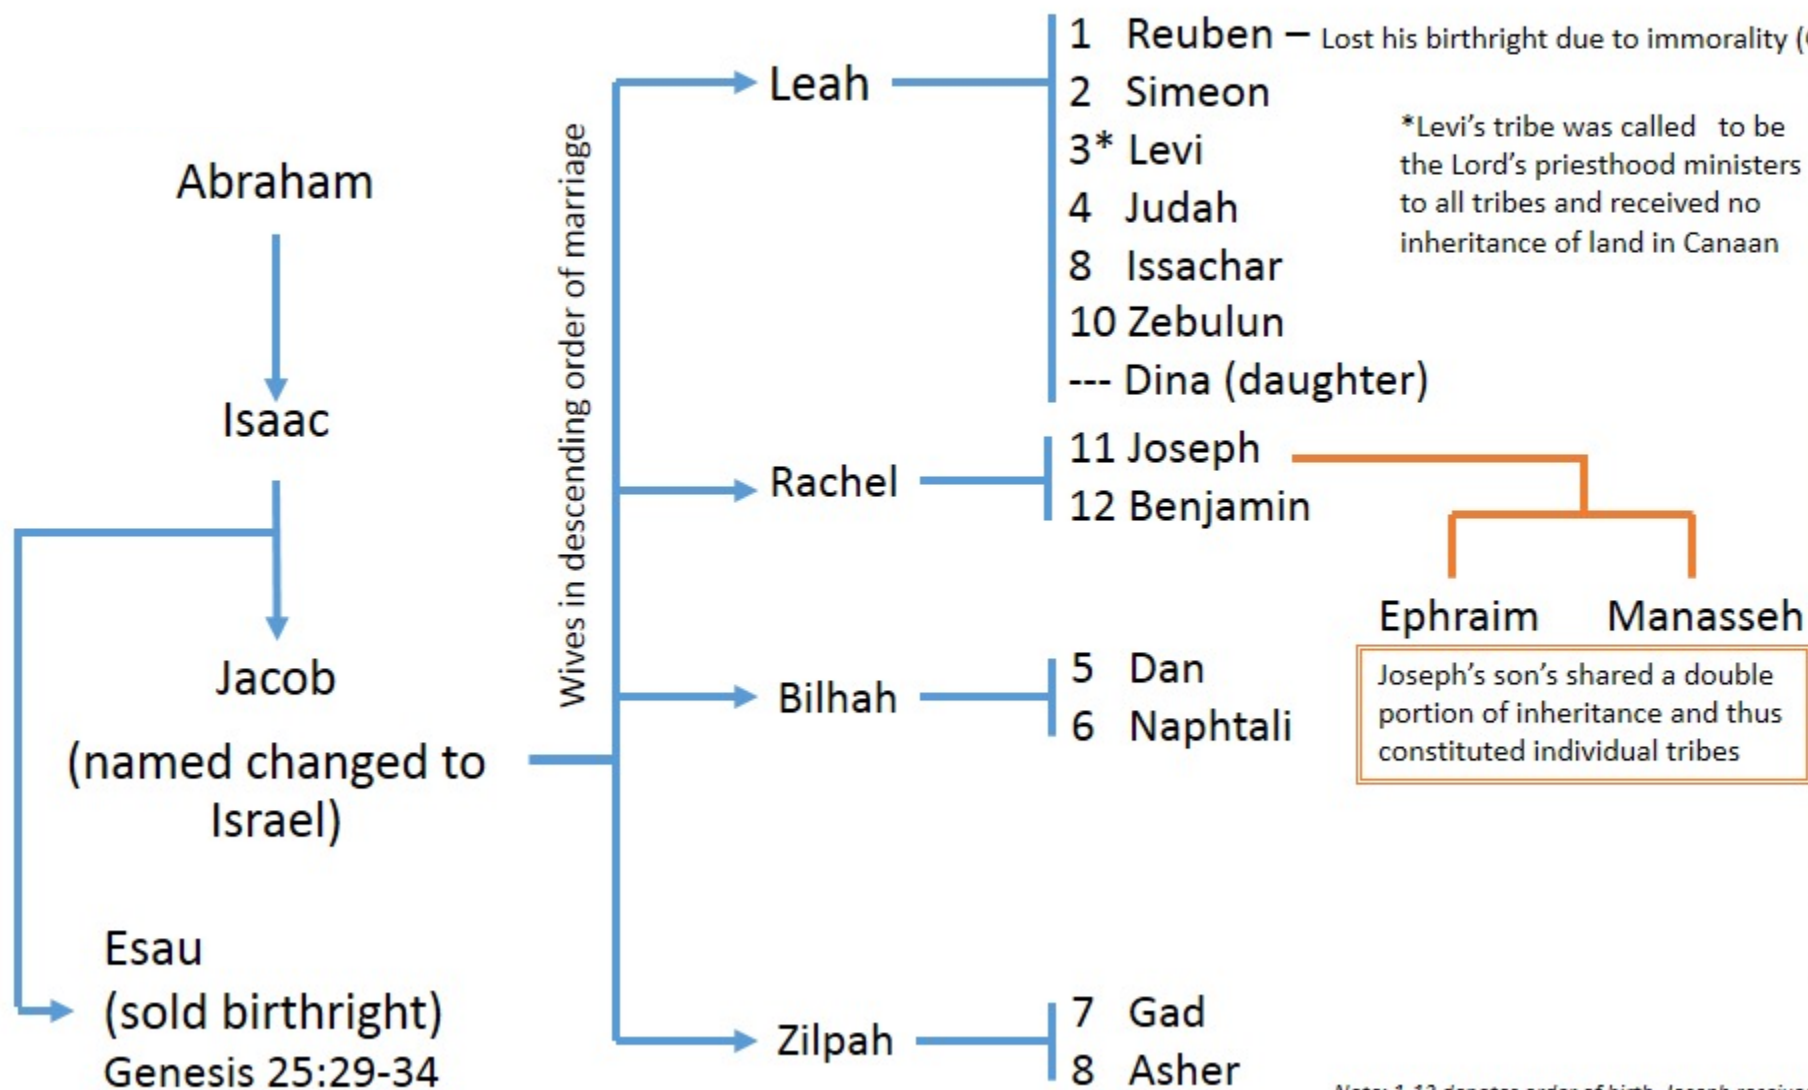 Abraham
Isaac
Jacob
(named changed to
Israel)
Esau
(sold birthright)
Genesis 25:29-34
Wives in descending order of marriage
Leah
1 Reuben – Lost his birthright due to immorality (
2 Simeon
3* Levi
4 Judah
8 Issachar
10 Zebulun
--- Dina (daughter)
*Levi's tribe was called to be
the Lord's priesthood ministers
to all tribes and received no
inheritance of land in Canaan
Rachel
11 Joseph
12 Benjamin
Ephraim Manasseh
Joseph's son's shared a double
portion of inheritance and thus
constituted individual tribes
Bilhah
5 Dan
6 Naphtali
Zilpah
7 Gad
8 Asher